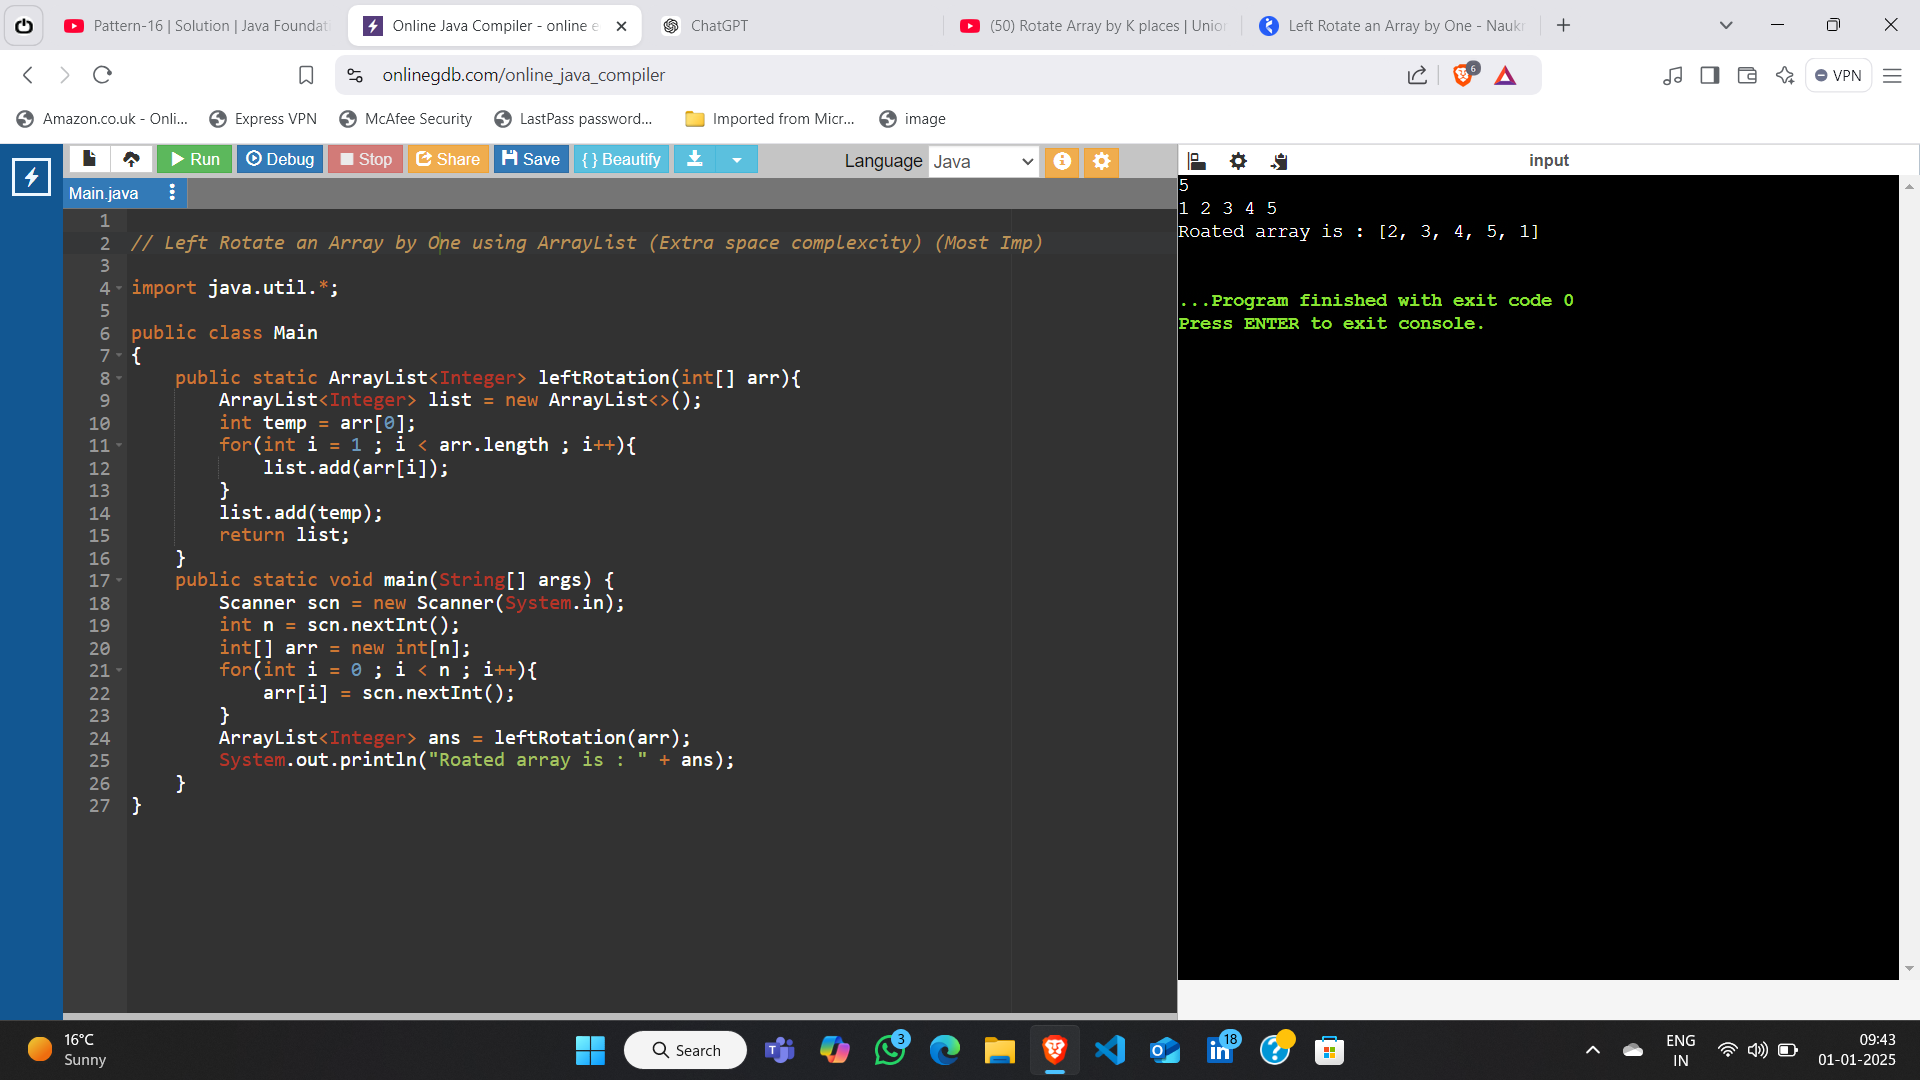 Pattern-16 | Solution | Java Foundat
Online Java Compiler - online e
ChatGPT
(50) Rotate Array by K places | Union
Left Rotate an Array by One - Naukr
onlinegdb.com/online_java_compiler
6
VPN
Amazon.co.uk - Onli...
Express VPN
McAfee Security
LastPass password...
Imported from Micr...
image
Run
Debug
Stop
Share
Save
{ } Beautify
Language
Java
input
Main.java
1
2 // Left Rotate an Array by One using ArrayList (Extra space complexcity) (Most Imp)
3
4 import java.util.*;
5
6 public class Main
7 {
8 public static ArrayList<Integer> leftRotation(int[] arr){
9 ArrayList<Integer> list = new ArrayList<>();
10 int temp = arr[0];
11 for(int i = 1 ; i < arr.length ; i++){
12 list.add(arr[i]);
13 }
14 list.add(temp);
15 return list;
16 }
17 public static void main(String[] args) {
18 Scanner scn = new Scanner(System.in);
19 int n = scn.nextInt();
20 int[] arr = new int[n];
21 for(int i = 0 ; i < n ; i++){
22 arr[i] = scn.nextInt();
23 }
24 ArrayList<Integer> ans = leftRotation(arr);
25 System.out.println("Roated array is : " + ans);
26 }
27 }
5
1 2 3 4 5
Roated array is : [2, 3, 4, 5, 1]
...Program finished with exit code 0
Press ENTER to exit console.
16°C
Sunny
Search
3
18
ENG
IN
09:43
01-01-2025